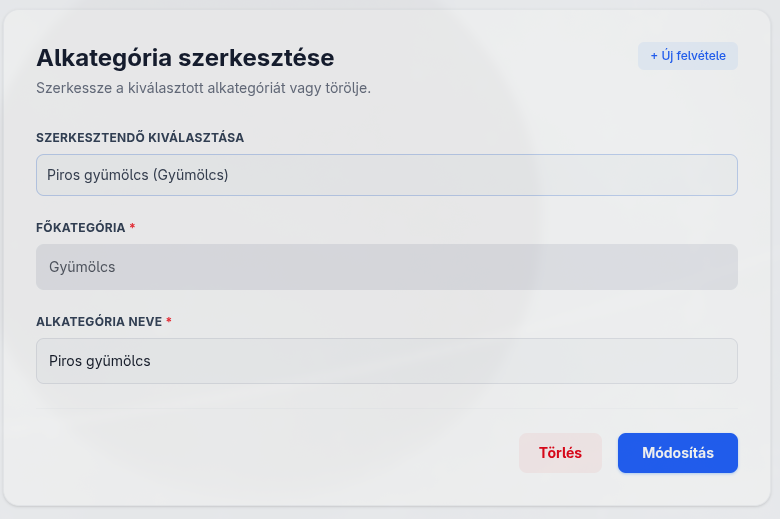 Alkategória szerkesztése
+ Új felvétele
Szerkessze a kiválasztott alkategóriát vagy törölje.
SZERKESZTENDŐ KIVÁLASZTÁSA
Piros gyümölcs (Gyümölcs)
FŐKATEGÓRIA *
Gyümölcs
ALKATEGÓRIA NEVE *
Piros gyümölcs
Törlés
Módosítás